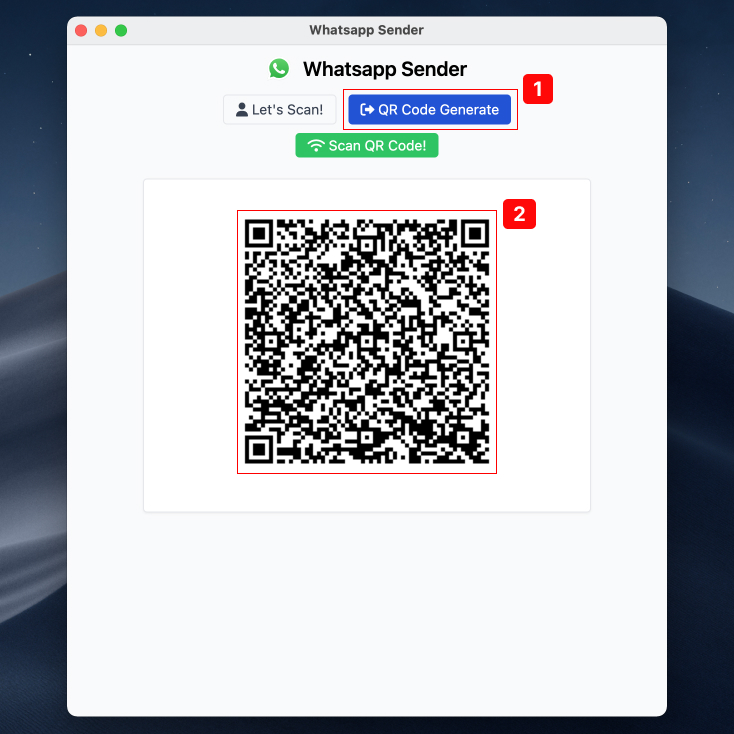 Whatsapp Sender
Whatsapp Sender
Let's Scan!
QR Code Generate
1
Scan QR Code!
2